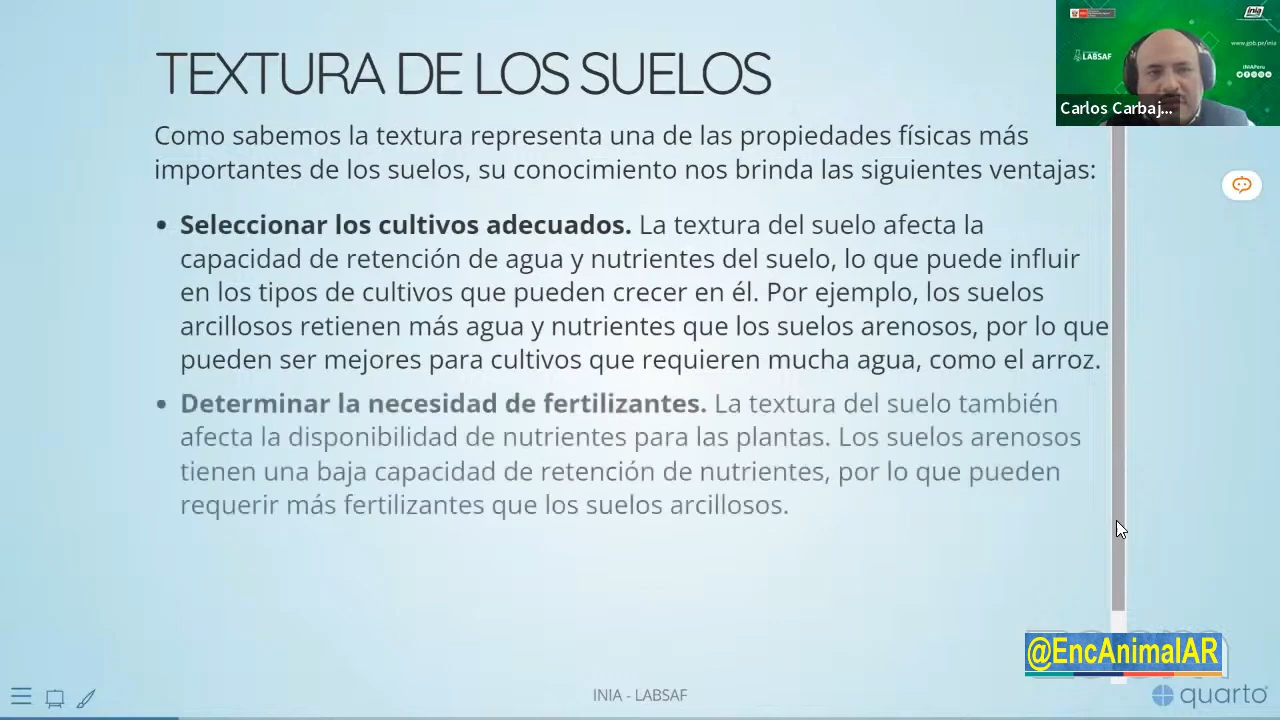 TEXTURA DE LOS SUELOS
Como sabemos la textura representa una de las propiedades físicas más
importantes de los suelos, su conocimiento nos brinda las siguientes ventajas:
• Seleccionar los cultivos adecuados. La textura del suelo afecta la
capacidad de retención de agua y nutrientes del suelo, lo que puede influir
en los tipos de cultivos que pueden crecer en él. Por ejemplo, los suelos
arcillosos retienen más agua y nutrientes que los suelos arenosos, por lo que
pueden ser mejores para cultivos que requieren mucha agua, como el arroz.
• Determinar la necesidad de fertilizantes. La textura del suelo también
afecta la disponibilidad de nutrientes para las plantas. Los suelos arenosos
tienen una baja capacidad de retención de nutrientes, por lo que pueden
requerir más fertilizantes que los suelos arcillosos.
inia
www.gob.pe/inia
LABSAF
INIAPeru
Carlos Carbaj...
@EncAnimalAR
INIA - LABSAF
quarto